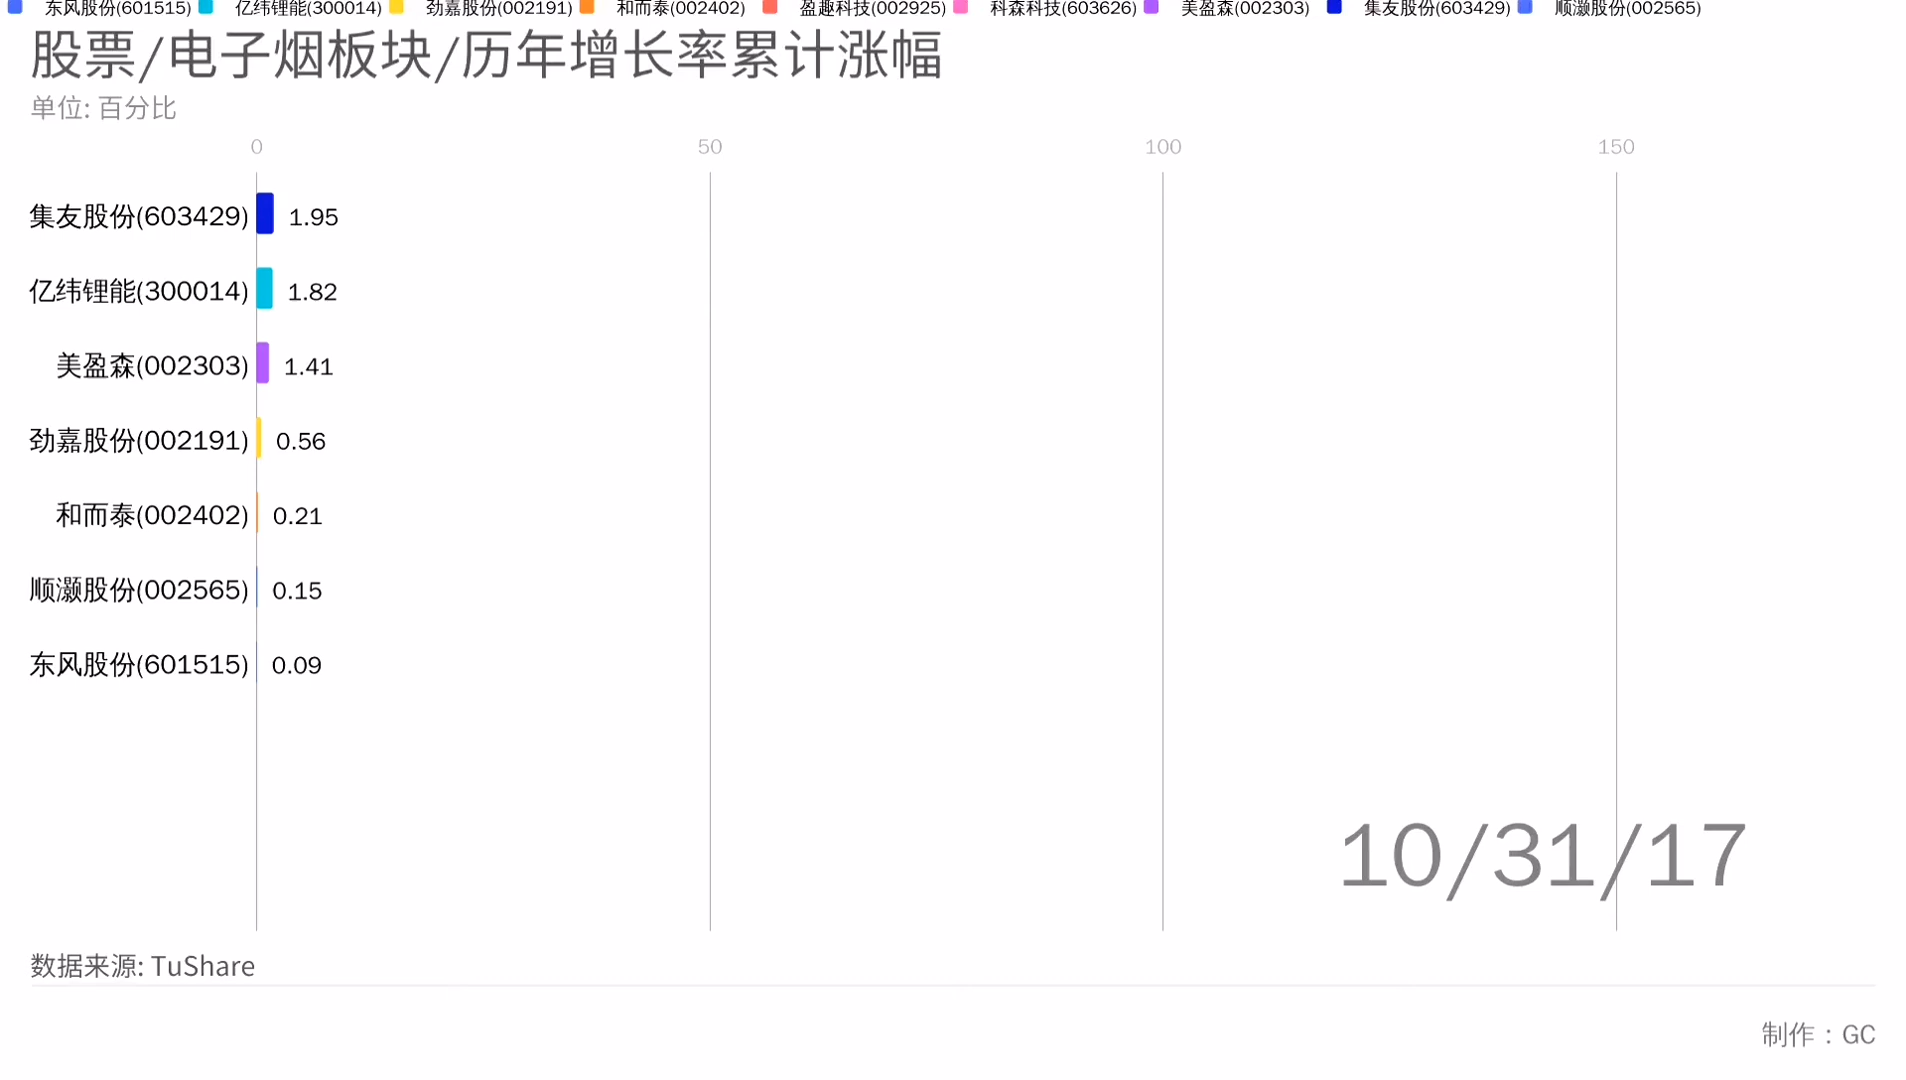 东风股份(601515) 亿纬锂能(300014) 劲嘉股份(002191) 和而泰(002402) 盈趣科技(002925) 科森科技(603626) 美盈森(002303) 集友股份(603429) 顺灏股份(002565)
股票/电子烟板块/历年增长率累计涨幅
单位: 百分比
0 50 100 150
集友股份(603429) 1.95
亿纬锂能(300014) 1.82
美盈森(002303) 1.41
劲嘉股份(002191) 0.56
和而泰(002402) 0.21
顺灏股份(002565) 0.15
东风股份(601515) 0.09
10/31/17
数据来源: TuShare
制作：GC